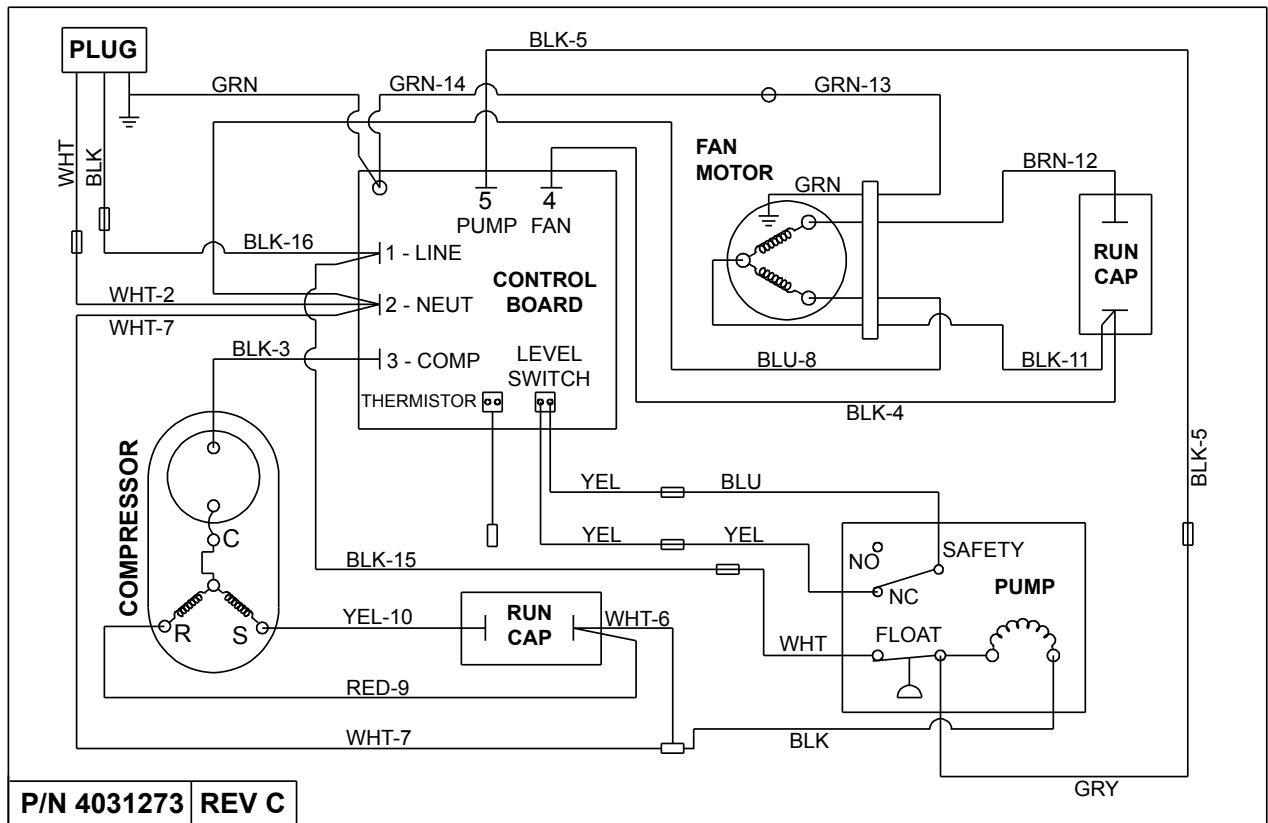 PLUG
BLK-5
GRN
GRN-14
GRN-13
WHT
BLK
FAN
MOTOR
BRN-12
GRN
5
4
PUMP
FAN
BLK-16
1 - LINE
CONTROL
BOARD
RUN
CAP
WHT-2
2 - NEUT
WHT-7
BLK-3
3 - COMP
LEVEL
SWITCH
BLU-8
BLK-11
THERMISTOR
BLK-4
COMPRESSOR
YEL
BLU
BLK-5
YEL
YEL
C
NO
SAFETY
BLK-15
PUMP
NC
YEL-10
RUN
CAP
WHT-6
R
S
WHT
FLOAT
RED-9
WHT-7
BLK
GRY
P/N 4031273
REV C